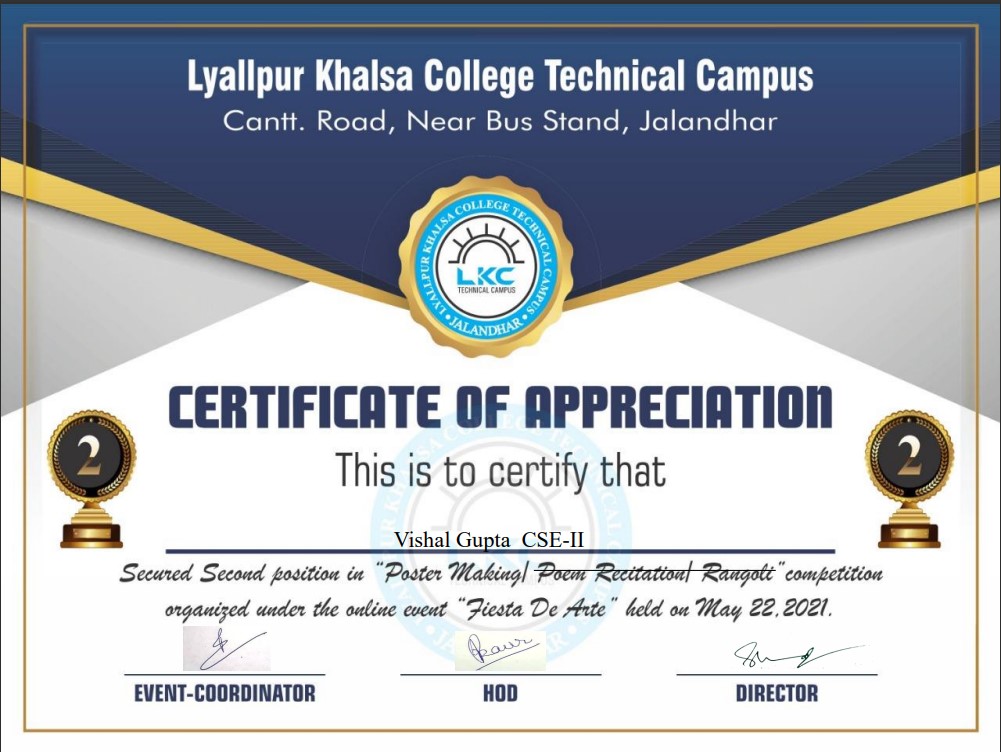 Lyallpur Khalsa College Technical Campus
Cantt. Road, Near Bus Stand, Jalandhar
LYALLPUR KHALSA COLLEGE TECHNICAL CAMPUS
LKC
TECHNICAL CAMPUS
JALANDHAR
CERTIFICATE OF APPRECIATION
This is to certify that
2
2
Vishal Gupta CSE-II
Secured Second position in "Poster Making/ Poem Recitation/ Rangoli" competition
organized under the online event "Fiesta De Arte" held on May 22,2021.
EVENT-COORDINATOR
HOD
DIRECTOR